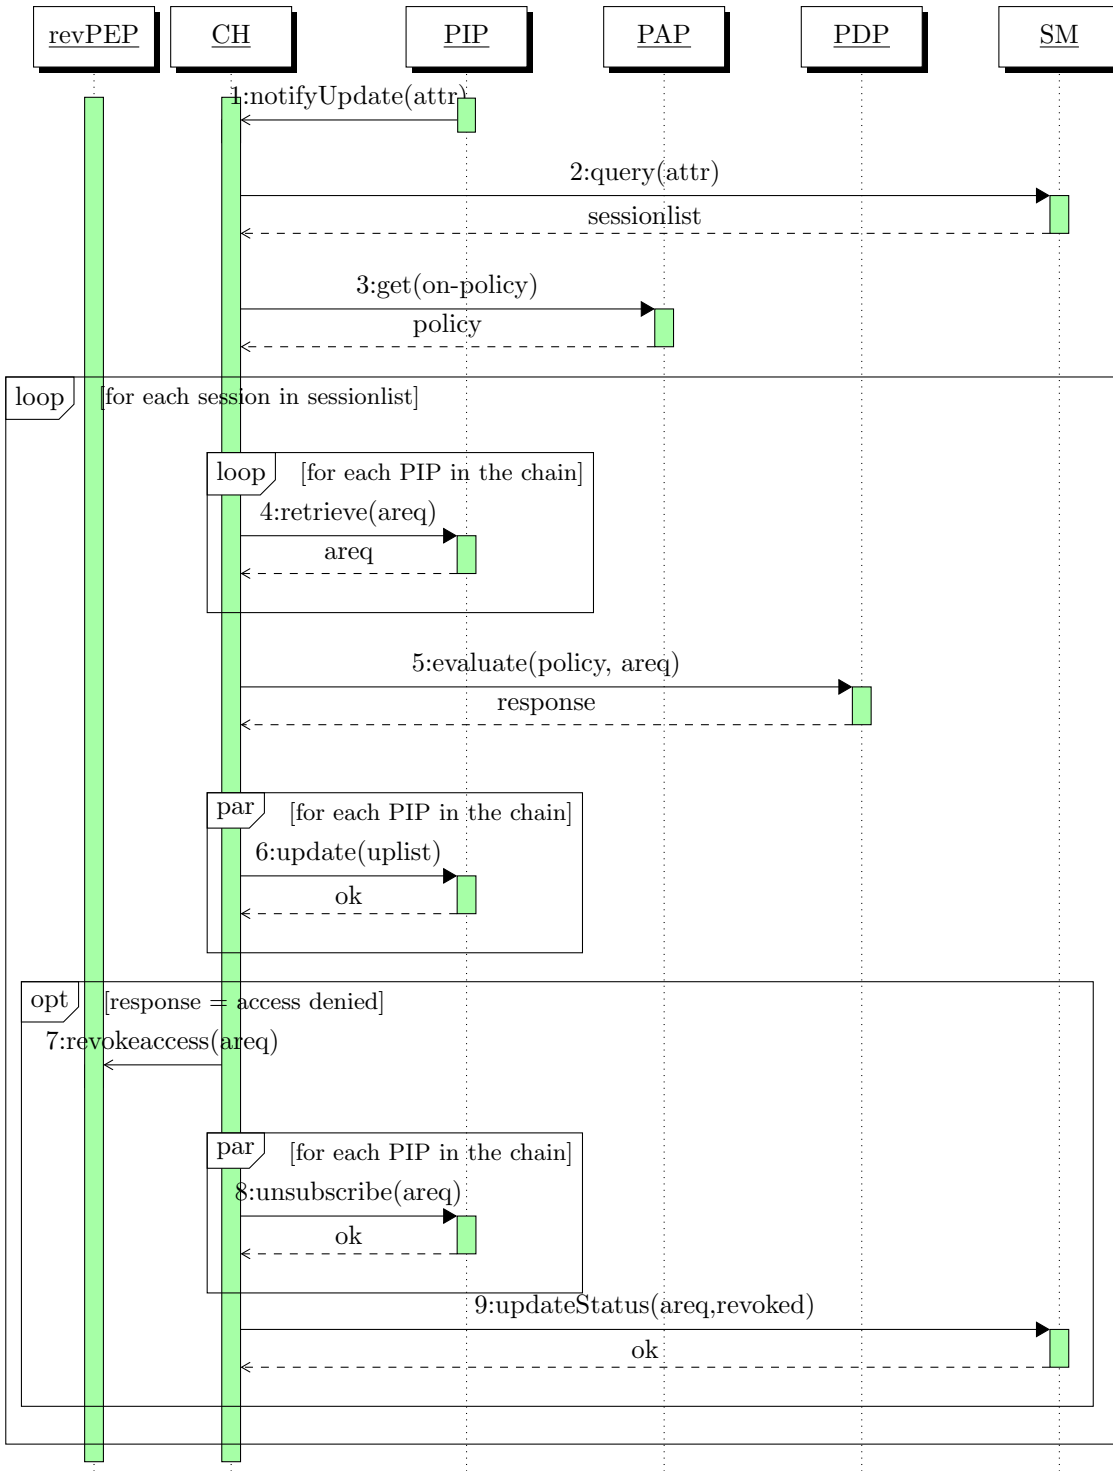 revPEP CH PIP PAP PDP SM
1:notifyUpdate(attr)
2:query(attr)
sessionlist
3:get(on-policy)
policy
loop [for each session in sessionlist]
loop [for each PIP in the chain]
4:retrieve(areq)
areq
5:evaluate(policy, areq)
response
par [for each PIP in the chain]
6:update(uplist)
ok
opt [response = access denied]
7:revokeaccess(areq)
par [for each PIP in the chain]
8:unsubscribe(areq)
ok
9:updateStatus(areq,revoked)
ok